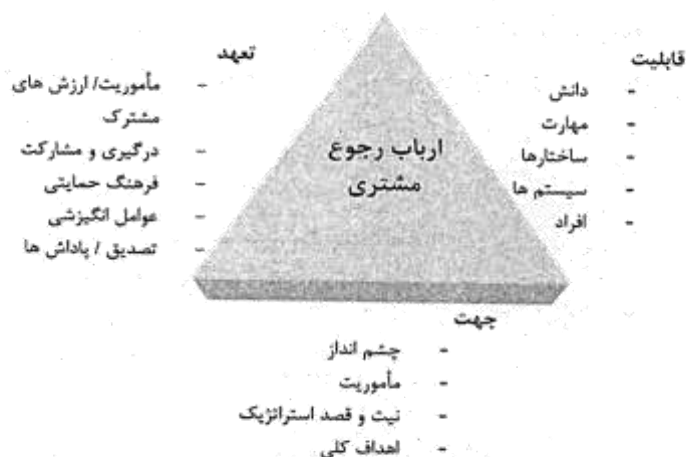 قابلیت
- دانش
- مهارت
- ساختارها
- سیستم ها
- افراد
ارباب رجوع
مشتری
تعهد
- مأموریت/ ارزش های
مشترک
- درگیری و مشارکت
- فرهنگ حمایتی
- عوامل انگیزشی
- تصدیق / پاداش ها
جهت
- چشم انداز
- مأموریت
- نیت و قصد استراتژیک
- اهداف کلی